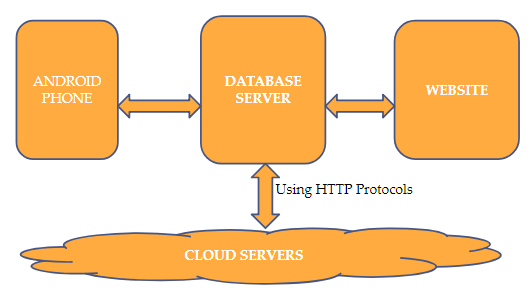 ANDROID
PHONE
DATABASE
SERVER
WEBSITE
Using HTTP Protocols
CLOUD SERVERS